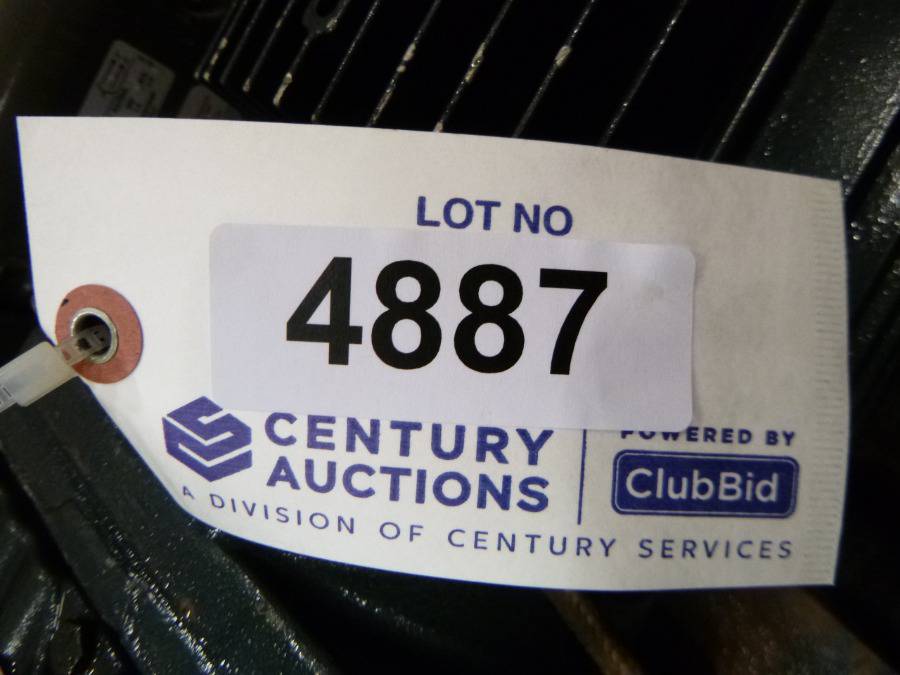 LOT NO
4887
CENTURY
AUCTIONS
A DIVISION OF CENTURY SERVICES
POWERED BY
ClubBid